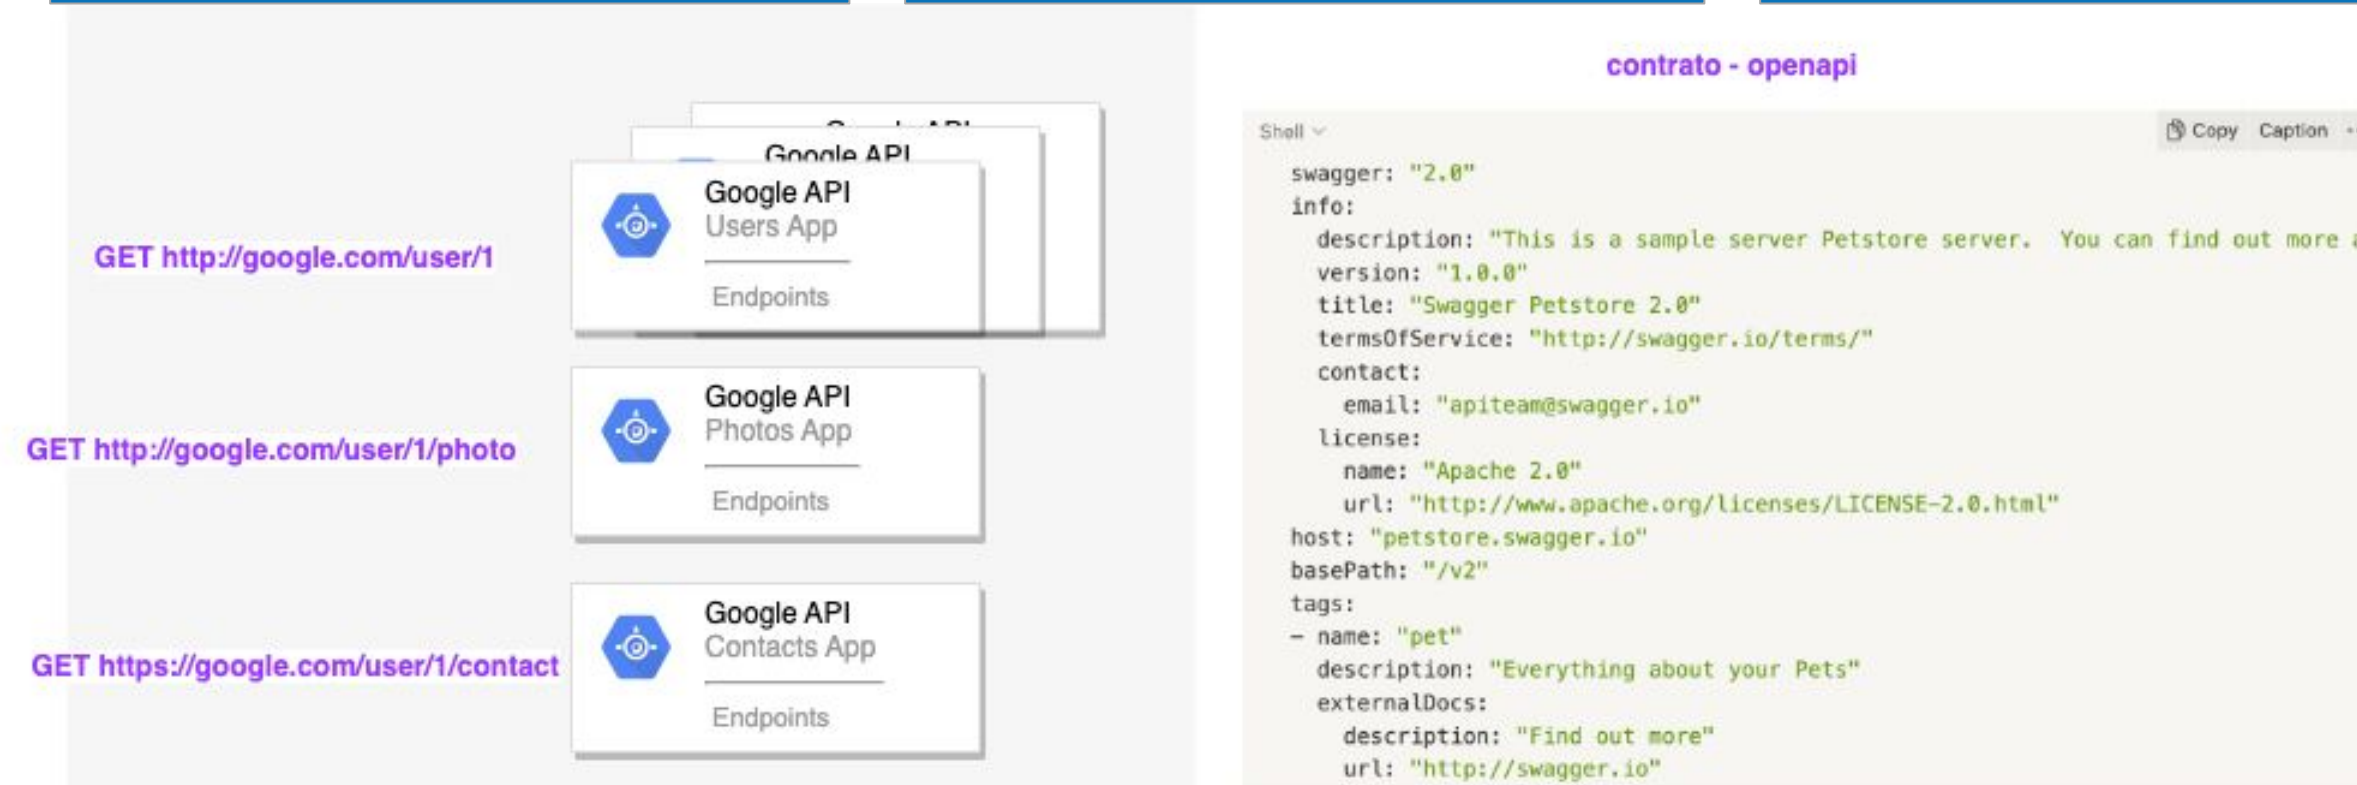 GET http://google.com/user/1
Google API
Google API
Google API
Users App
Endpoints
GET http://google.com/user/1/photo
Google API
Photos App
Endpoints
GET https://google.com/user/1/contact
Google API
Contacts App
Endpoints
contrato - openapi
Shell
Copy Caption
swagger: "2.0"
info:
description: "This is a sample server Petstore server.  You can find out more a
version: "1.0.0"
title: "Swagger Petstore 2.0"
termsOfService: "http://swagger.io/terms/"
contact:
email: "apiteam@swagger.io"
license:
name: "Apache 2.0"
url: "http://www.apache.org/licenses/LICENSE-2.0.html"
host: "petstore.swagger.io"
basePath: "/v2"
tags:
- name: "pet"
description: "Everything about your Pets"
externalDocs:
description: "Find out more"
url: "http://swagger.io"